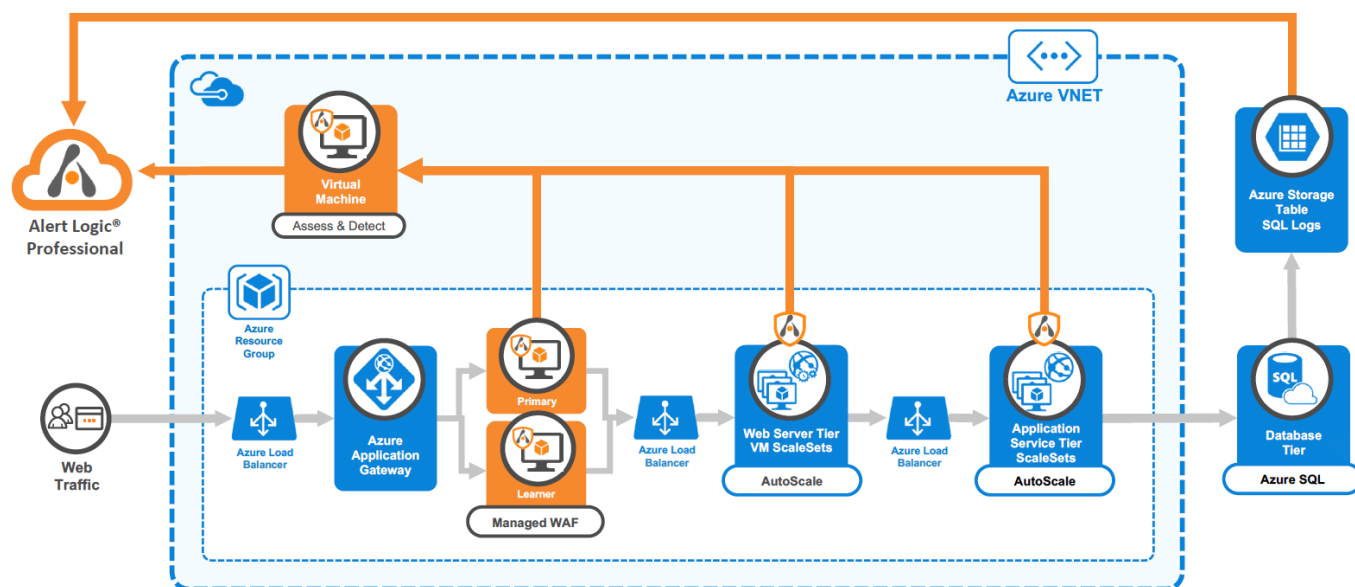 Azure VNET
Virtual
Machine
Assess & Detect
Alert Logic®
Professional
Azure Storage
Table
SQL Logs
Azure
Resource
Group
Web
Traffic
Azure Load
Balancer
Azure
Application
Gateway
Primary
Learner
Managed WAF
Azure Load
Balancer
Web Server Tier
VM ScaleSets
AutoScale
Azure Load
Balancer
Application
Service Tier
ScaleSets
AutoScale
SQL
Database
Tier
Azure SQL